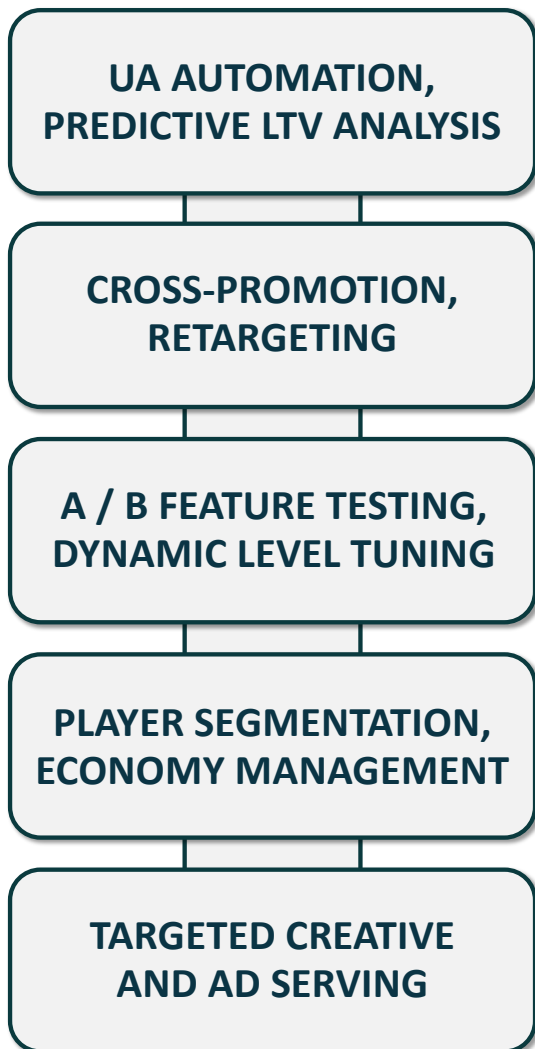 UA AUTOMATION,
PREDICTIVE LTV ANALYSIS
CROSS-PROMOTION,
RETARGETING
A / B FEATURE TESTING,
DYNAMIC LEVEL TUNING
PLAYER SEGMENTATION,
ECONOMY MANAGEMENT
TARGETED CREATIVE
AND AD SERVING